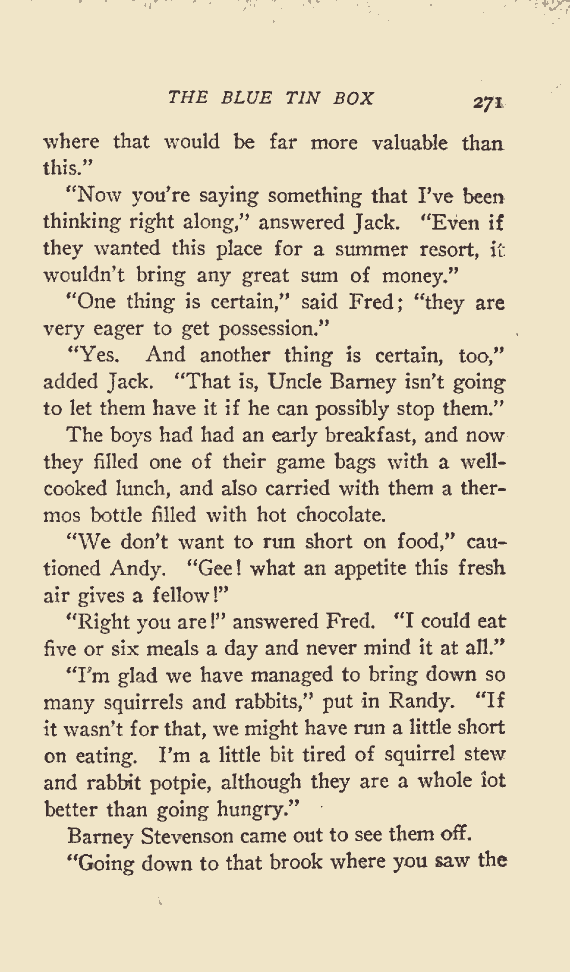 THE BLUE TIN BOX 271
where that would be far more valuable than
this.”
“Now you’re saying something that I’ve been
thinking right along,” answered Jack. “Even if
they wanted this place for a summer resort, it
wouldn’t bring any great sum of money.”
“One thing is certain,” said Fred; “they are
very eager to get possession.”
“Yes. And another thing is certain, too,”
added Jack. “That is, Uncle Barney isn’t going
to let them have it if he can possibly stop them.”
The boys had had an early breakfast, and now
they filled one of their game bags with a well-
cooked lunch, and also carried with them a ther-
mos bottle filled with hot chocolate.
“We don’t want to run short on food,” cau-
tioned Andy. “Gee! what an appetite this fresh
air gives a fellow!”
“Right you are!” answered Fred. “I could eat
five or six meals a day and never mind it at all.”
“I’m glad we have managed to bring down so
many squirrels and rabbits,” put in Randy. “If
it wasn’t for that, we might have run a little short
on eating. I’m a little bit tired of squirrel stew
and rabbit potpie, although they are a whole lot
better than going hungry.”
Barney Stevenson came out to see them off.
“Going down to that brook where you saw the